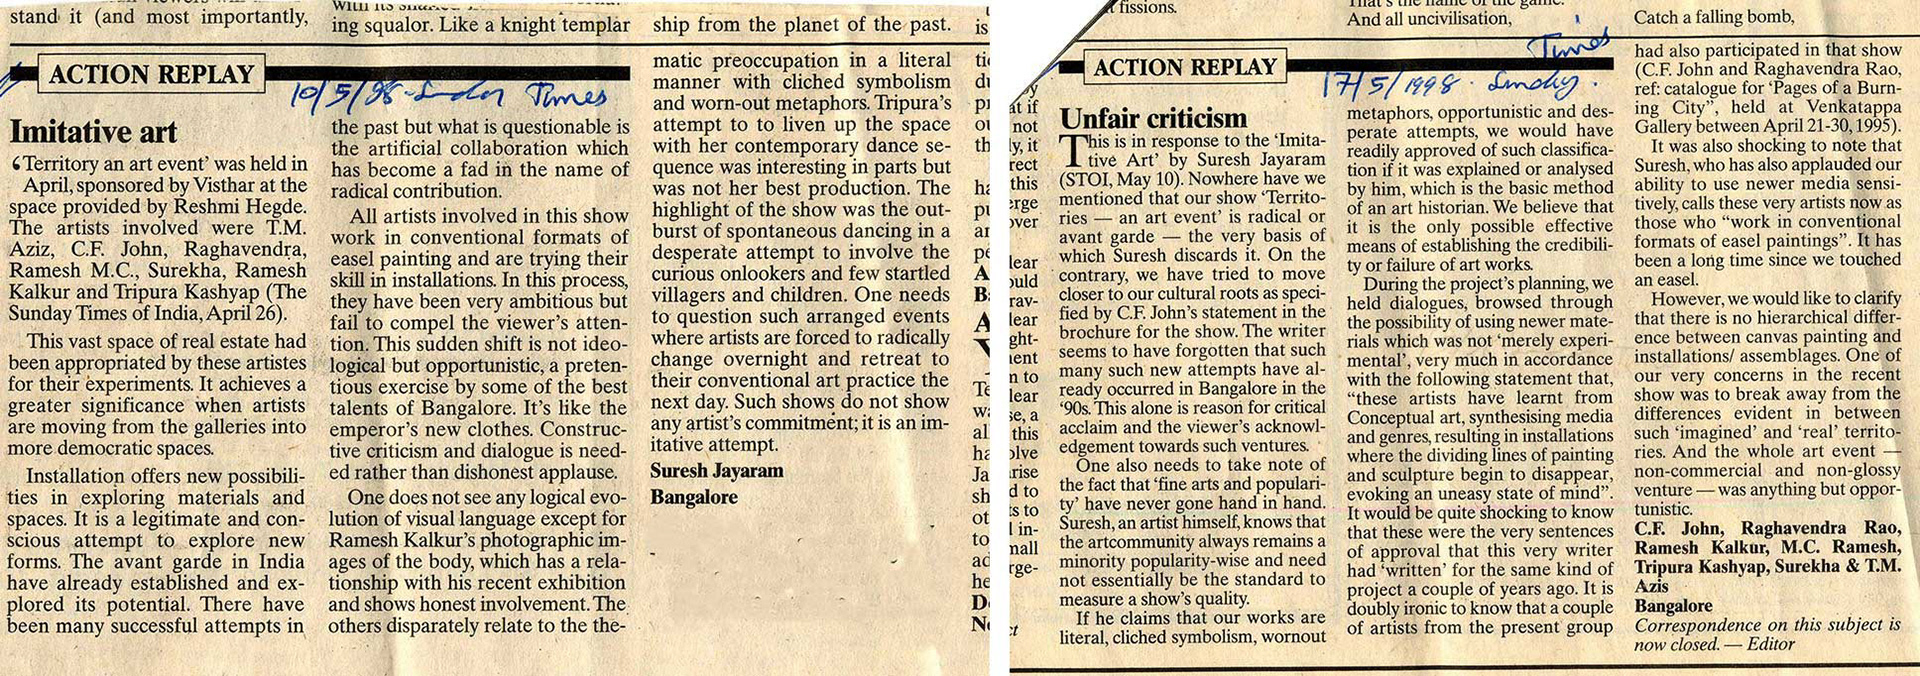 stand it (and most importantly,
ing squalor. Like a knight templar
ship from the planet of the past.
ACTION REPLAY
10/5/98 - Sunday Times
Imitative art
‘Territory an art event’ was held in
April, sponsored by Visthar at the
space provided by Reshmi Hegde.
The artists involved were T.M.
Aziz, C.F. John, Raghavendra,
Ramesh M.C., Surekha, Ramesh
Kalkur and Tripura Kashyap (The
Sunday Times of India, April 26).
This vast space of real estate had
been appropriated by these artistes
for their experiments. It achieves a
greater significance when artists
are moving from the galleries into
more democratic spaces.
Installation offers new possibili-
ties in exploring materials and
spaces. It is a legitimate and con-
scious attempt to explore new
forms. The avant garde in India
have already established and ex-
plored its potential. There have
been many successful attempts in
the past but what is questionable is
the artificial collaboration which
has become a fad in the name of
radical contribution.
All artists involved in this show
work in conventional formats of
easel painting and are trying their
skill in installations. In this process,
they have been very ambitious but
fail to compel the viewer's atten-
tion. This sudden shift is not ideo-
logical but opportunistic, a preten-
tious exercise by some of the best
talents of Bangalore. It's like the
emperor's new clothes. Construc-
tive criticism and dialogue is need-
ed rather than dishonest applause.
One does not see any logical evo-
lution of visual language except for
Ramesh Kalkur's photographic im-
ages of the body, which has a rela-
tionship with his recent exhibition
and shows honest involvement. The
others disparately relate to the the-
matic preoccupation in a literal
manner with cliched symbolism
and worn-out metaphors. Tripura's
attempt to to liven up the space
with her contemporary dance se-
quence was interesting in parts but
was not her best production. The
highlight of the show was the out-
burst of spontaneous dancing in a
desperate attempt to involve the
curious onlookers and few startled
villagers and children. One needs
to question such arranged events
where artists are forced to radically
change overnight and retreat to
their conventional art practice the
next day. Such shows do not show
any artist's commitment; it is an im-
itative attempt.
Suresh Jayaram
Bangalore
fissions.
That's the name of the game.
And all uncivilisation,
Catch a falling bomb,
ACTION REPLAY
Times
17/5/1998. Sunday.
Unfair criticism
This is in response to the ‘Imita-
tive Art’ by Suresh Jayaram
(STOI, May 10). Nowhere have we
mentioned that our show ‘Territo-
ries — an art event’ is radical or
avant garde — the very basis of
which Suresh discards it. On the
contrary, we have tried to move
closer to our cultural roots as speci-
fied by C.F. John's statement in the
brochure for the show. The writer
seems to have forgotten that such
many such new attempts have al-
ready occurred in Bangalore in the
‘90s. This alone is reason for critical
acclaim and the viewer's acknowl-
edgement towards such ventures.
One also needs to take note of
the fact that ‘fine arts and populari-
ty’ have never gone hand in hand.
Suresh, an artist himself, knows that
the artcommunity always remains a
minority popularity-wise and need
not essentially be the standard to
measure a show's quality.
If he claims that our works are
literal, cliched symbolism, wornout
metaphors, opportunistic and des-
perate attempts, we would have
readily approved of such classifica-
tion if it was explained or analysed
by him, which is the basic method
of an art historian. We believe that
it is the only possible effective
means of establishing the credibili-
ty or failure of art works.
During the project's planning, we
held dialogues, browsed through
the possibility of using newer mate-
rials which was not ‘merely experi-
mental’, very much in accordance
with the following statement that,
“these artists have learnt from
Conceptual art, synthesising media
and genres, resulting in installations
where the dividing lines of painting
and sculpture begin to disappear,
evoking an uneasy state of mind”.
It would be quite shocking to know
that these were the very sentences
of approval that this very writer
had ‘written’ for the same kind of
project a couple of years ago. It is
doubly ironic to know that a couple
of artists from the present group
had also participated in that show
(C.F. John and Raghavendra Rao,
ref: catalogue for ‘Pages of a Burn-
ing City”, held at Venkatappa
Gallery between April 21-30, 1995).
It was also shocking to note that
Suresh, who has also applauded our
ability to use newer media sensi-
tively, calls these very artists now as
those who “work in conventional
formats of easel paintings”. It has
been a long time since we touched
an easel.
However, we would like to clarify
that there is no hierarchical differ-
ence between canvas painting and
installations/ assemblages. One of
our very concerns in the recent
show was to break away from the
differences evident in between
such ‘imagined’ and ‘real’ territo-
ries. And the whole art event —
non-commercial and non-glossy
venture — was anything but oppor-
tunistic.
C.F. John, Raghavendra Rao,
Ramesh Kalkur, M.C. Ramesh,
Tripura Kashyap, Surekha & T.M.
Azis
Bangalore
Correspondence on this subject is
now closed. — Editor